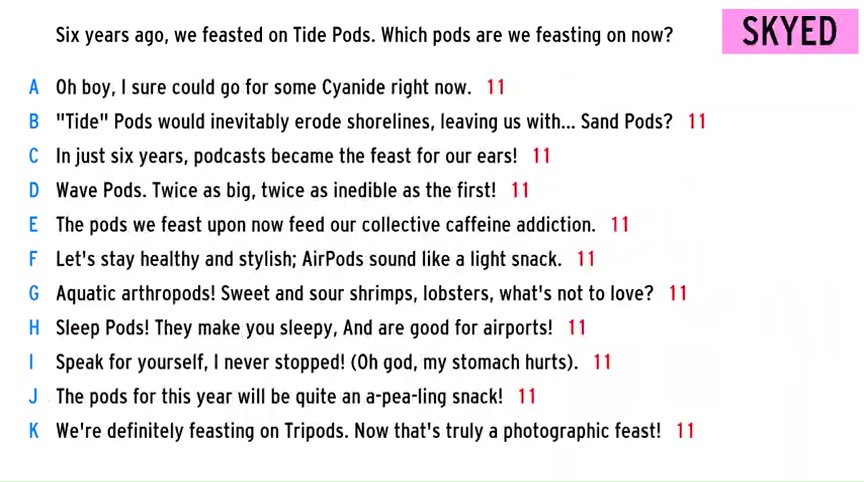 Six years ago, we feasted on Tide Pods. Which pods are we feasting on now?
SKYED
A Oh boy, I sure could go for some Cyanide right now. 11
B "Tide" Pods would inevitably erode shorelines, leaving us with... Sand Pods? 11
C In just six years, podcasts became the feast for our ears! 11
D Wave Pods. Twice as big, twice as inedible as the first! 11
E The pods we feast upon now feed our collective caffeine addiction. 11
F Let's stay healthy and stylish; AirPods sound like a light snack. 11
G Aquatic arthropods! Sweet and sour shrimps, lobsters, what's not to love? 11
H Sleep Pods! They make you sleepy, And are good for airports! 11
I Speak for yourself, I never stopped! (Oh god, my stomach hurts). 11
J The pods for this year will be quite an a-pea-ling snack! 11
K We're definitely feasting on Tripods. Now that's truly a photographic feast! 11